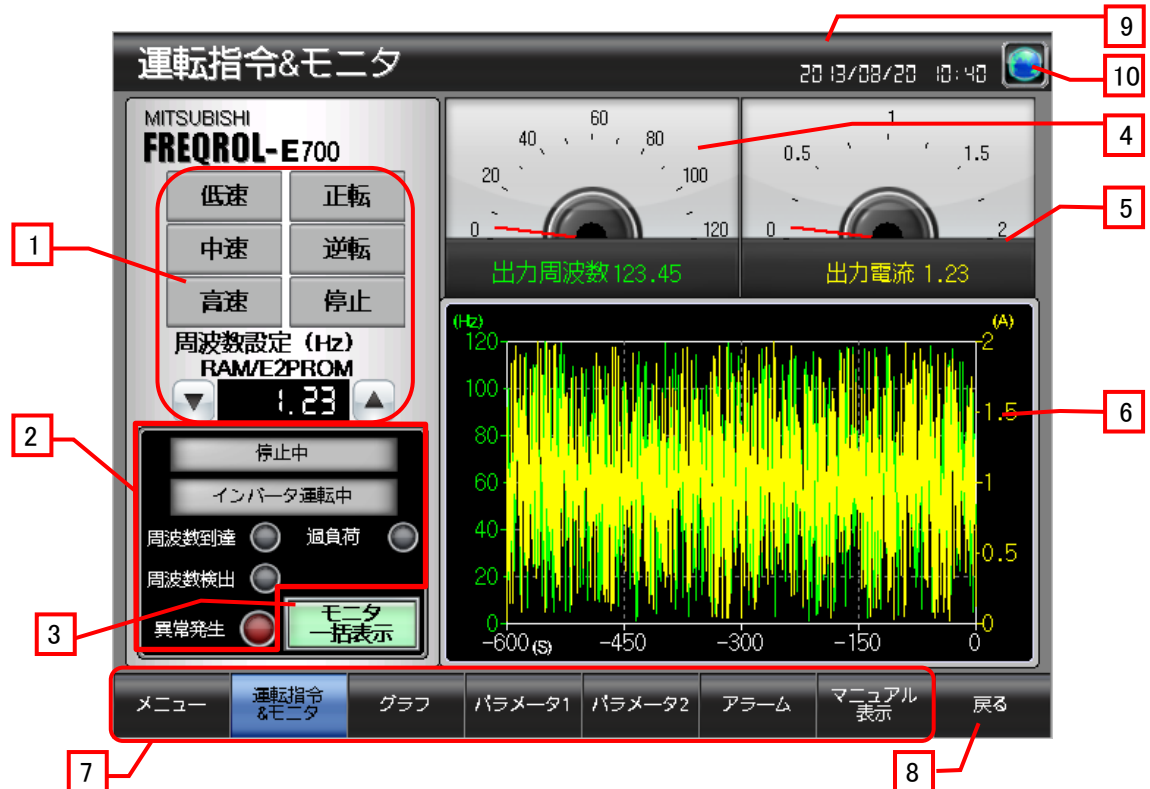 9
運転指令&モニタ
2013/08/20 10:40
10
MITSUBISHI
FREQROL-E700
低速 正転
中速 逆転
高速 停止
周波数設定 (Hz)
RAM/E2PROM
▼ 1.23 ▲
1
停止中
インバータ運転中
周波数到達 過負荷
周波数検出
異常発生
モニタ
一括表示
2
3
0 20 40 60 80 100 120
出力周波数 123.45
4
0 0.5 1 1.5 2
出力電流 1.23
5
(Hz) (A)
120 2
100
1.5
80
60 1
40
0.5
20
0 0
-600 (S) -450 -300 -150 0
6
メニュー
運転指令
&モニタ
グラフ
パラメータ1
パラメータ2
アラーム
マニュアル
表示
戻る
7
8